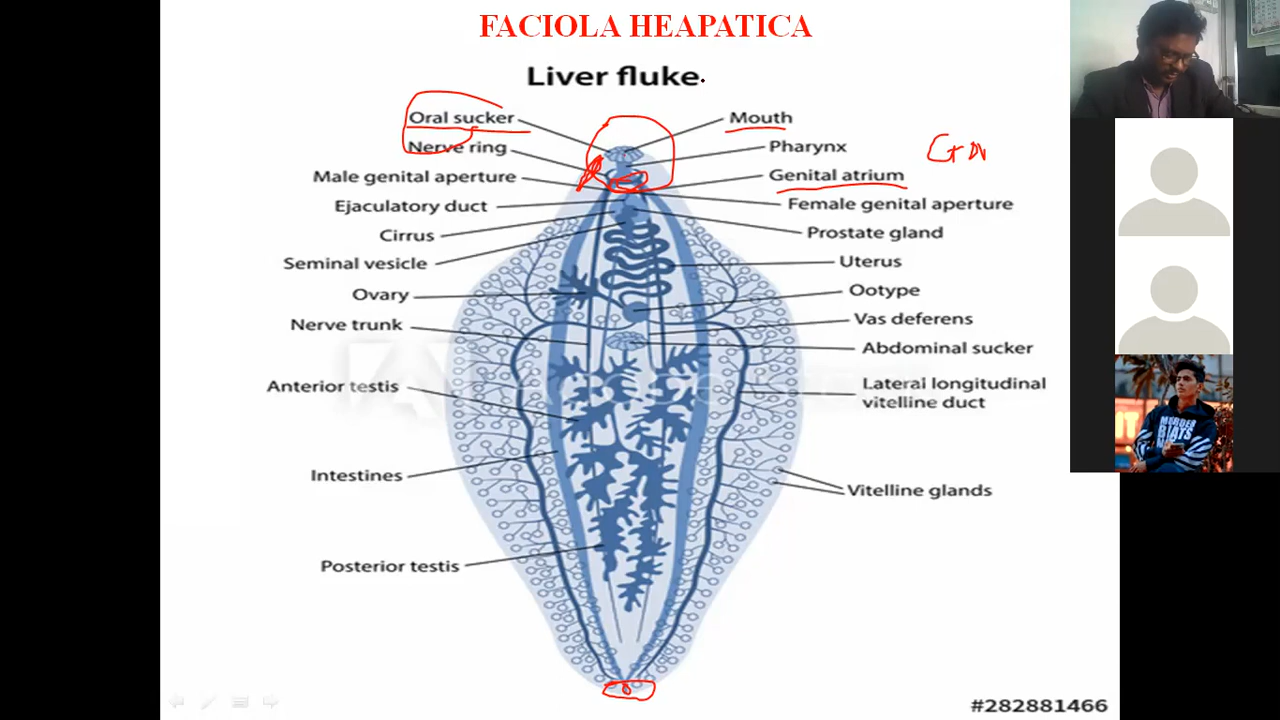 FACIOLA HEAPATICA
Liver fluke
Oral sucker
Mouth
Nerve ring
Pharynx
Male genital aperture
Genital atrium
Ejaculatory duct
Female genital aperture
Cirrus
Prostate gland
Seminal vesicle
Uterus
Ovary
Ootype
Nerve trunk
Vas deferens
Abdominal sucker
Anterior testis
Lateral longitudinal
vitelline duct
Intestines
Vitelline glands
Posterior testis
#282881466